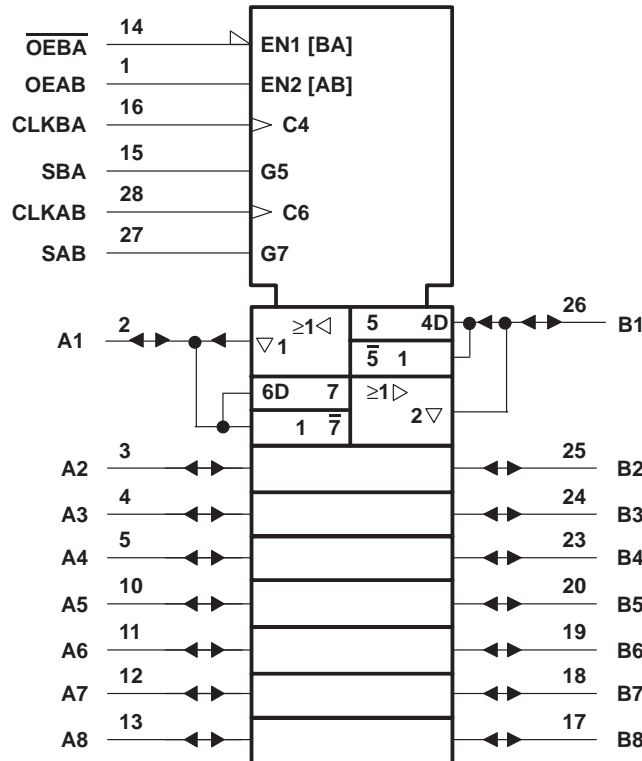 14
O̅E̅B̅A̅ EN1 [BA]
1
OEAB EN2 [AB]
16
CLKBA C4
15
SBA G5
28
CLKAB C6
27
SAB G7
2 ≥1◁ 5 4D 26
A1 ▽1 5̅ 1 B1
6D 7 ≥1▷
1 7̅ 2▽
3 25
A2 B2
4 24
A3 B3
5 23
A4 B4
10 20
A5 B5
11 19
A6 B6
12 18
A7 B7
13 17
A8 B8